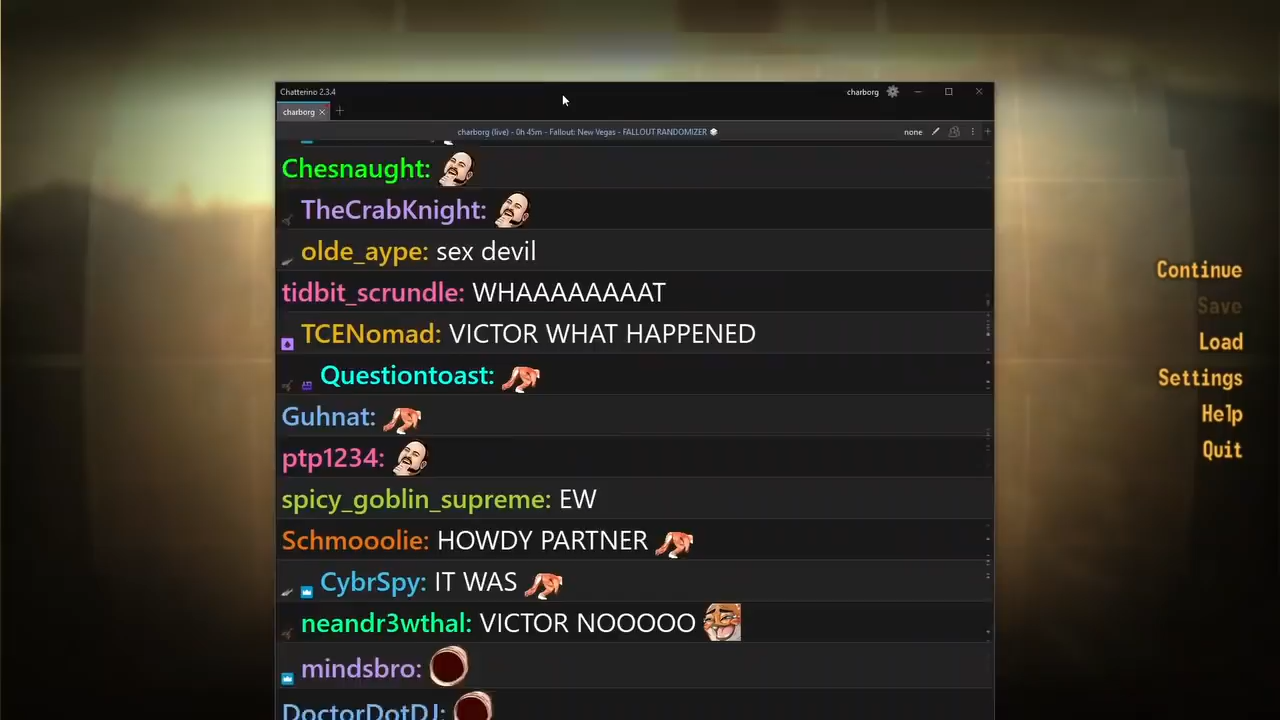 Chatterino 2.3.4
charborg
charborg
charborg (live) - 0h 45m - Fallout: New Vegas - FALLOUT RANDOMIZER
none
Chesnaught:
TheCrabKnight:
olde_aype: sex devil
tidbit_scrundle: WHAAAAAAAAT
TCENomad: VICTOR WHAT HAPPENED
Questiontoast:
Guhnat:
ptp1234:
spicy_goblin_supreme: EW
Schmooolie: HOWDY PARTNER
CybrSpy: IT WAS
neandr3wthal: VICTOR NOOOOO
mindsbro:
DoctorDotDJ:
Continue
Save
Load
Settings
Help
Quit